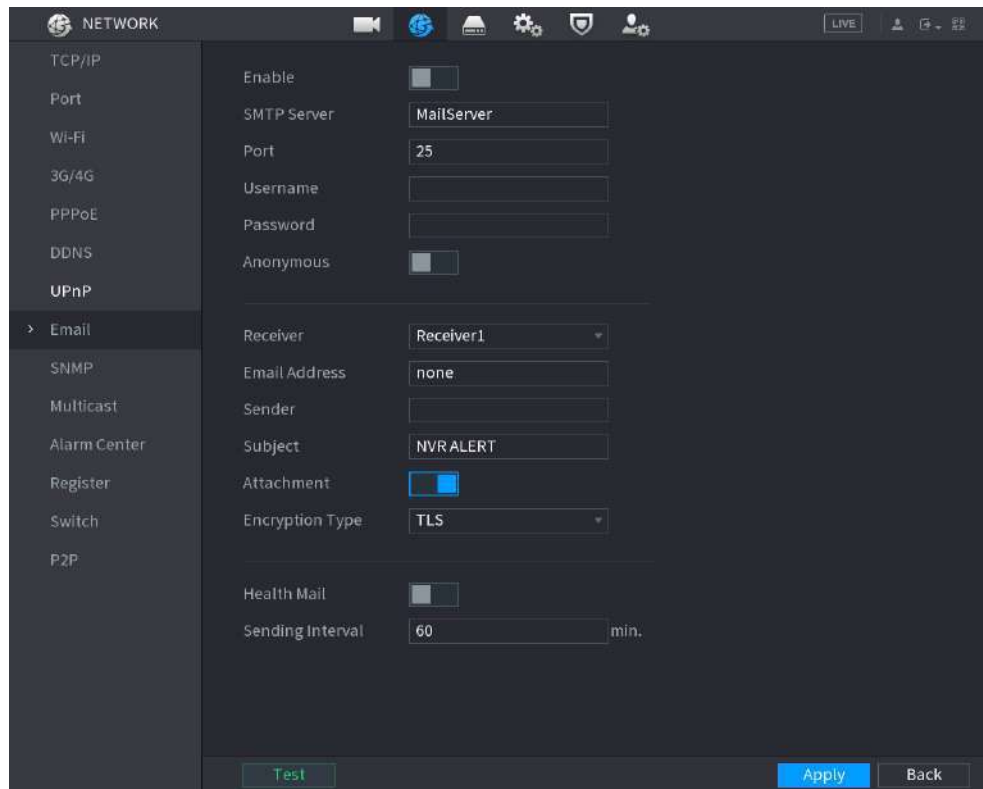 NETWORK
LIVE
TCP/IP
Port
Wi-Fi
3G/4G
PPPoE
DDNS
UPnP
Email
SNMP
Multicast
Alarm Center
Register
Switch
P2P
Enable
SMTP Server MailServer
Port 25
Username
Password
Anonymous
Receiver Receiver1
Email Address none
Sender
Subject NVR ALERT
Attachment
Encryption Type TLS
Health Mail
Sending Interval 60 min.
Test Apply Back